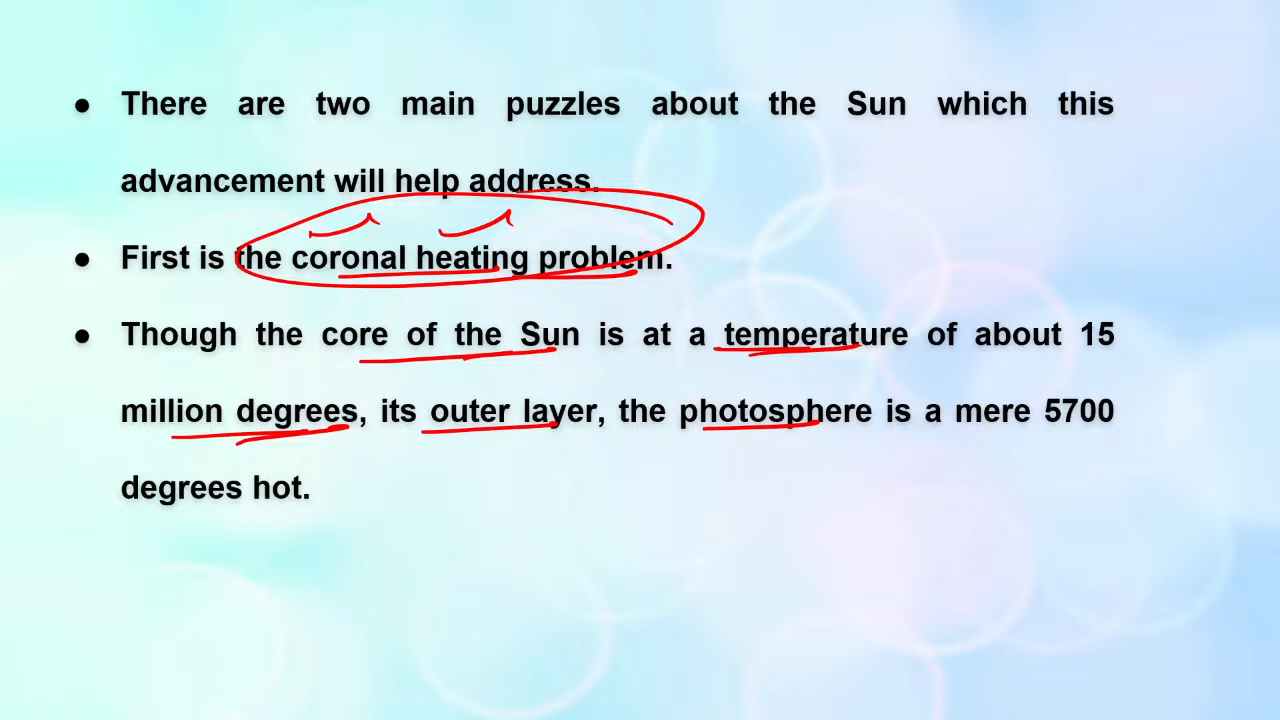 ● There are two main puzzles about the Sun which this
advancement will help address.
● First is the coronal heating problem.
● Though the core of the Sun is at a temperature of about 15
million degrees, its outer layer, the photosphere is a mere 5700
degrees hot.